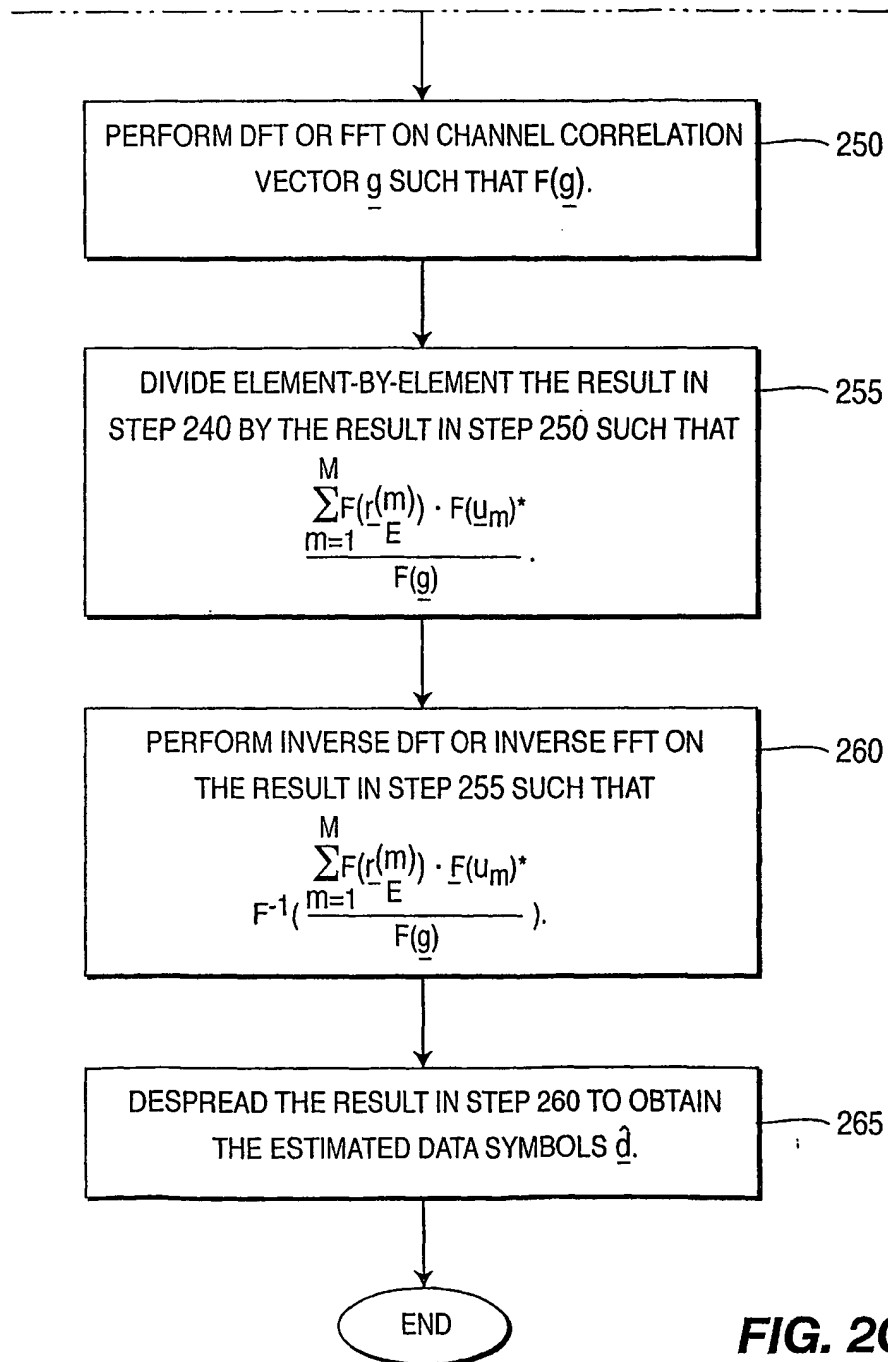 PERFORM DFT OR FFT ON CHANNEL CORRELATION
VECTOR g̲ SUCH THAT F(g̲).
250
DIVIDE ELEMENT-BY-ELEMENT THE RESULT IN
STEP 240 BY THE RESULT IN STEP 250 SUCH THAT
M
∑F(r̲(m)) · F(u̲m)*
m=1 E
F(g̲) .
255
PERFORM INVERSE DFT OR INVERSE FFT ON
THE RESULT IN STEP 255 SUCH THAT
M
∑F(r̲(m)) · F̲(um)*
F-1( m=1 E ).
F(g̲)
260
DESPREAD THE RESULT IN STEP 260 TO OBTAIN
THE ESTIMATED DATA SYMBOLS d̲̂.
265
END
FIG.